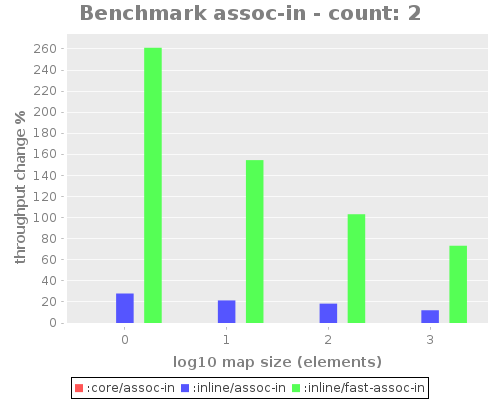 Benchmark assoc-in - count: 2
throughput change %
260
240
220
200
180
160
140
120
100
80
60
40
20
0
0 1 2 3
log10 map size (elements)
:core/assoc-in :inline/assoc-in :inline/fast-assoc-in